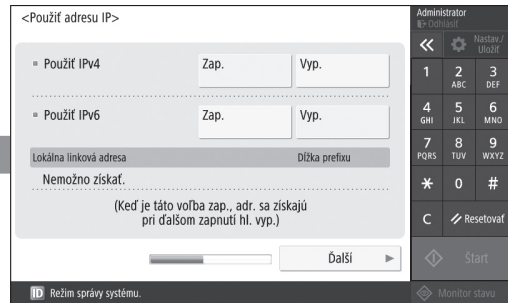 <Použiť adresu IP>
Použiť IPv4 Zap. Vyp.
Použiť IPv6 Zap. Vyp.
Lokálna linková adresa Dĺžka prefixu
Nemožno získať.
(Keď je táto voľba zap., adr. sa získajú
pri ďalšom zapnutí hl. vyp.)
Ďalší
ID Režim správy systému.
Administrator
Odhlásiť
Nastav./
Uložiť
1 2 3
ABC DEF
4 5 6
GHI JKL MNO
7 8 9
PQRS TUV WXYZ
* 0 #
C Resetovať
Štart
Monitor stavu